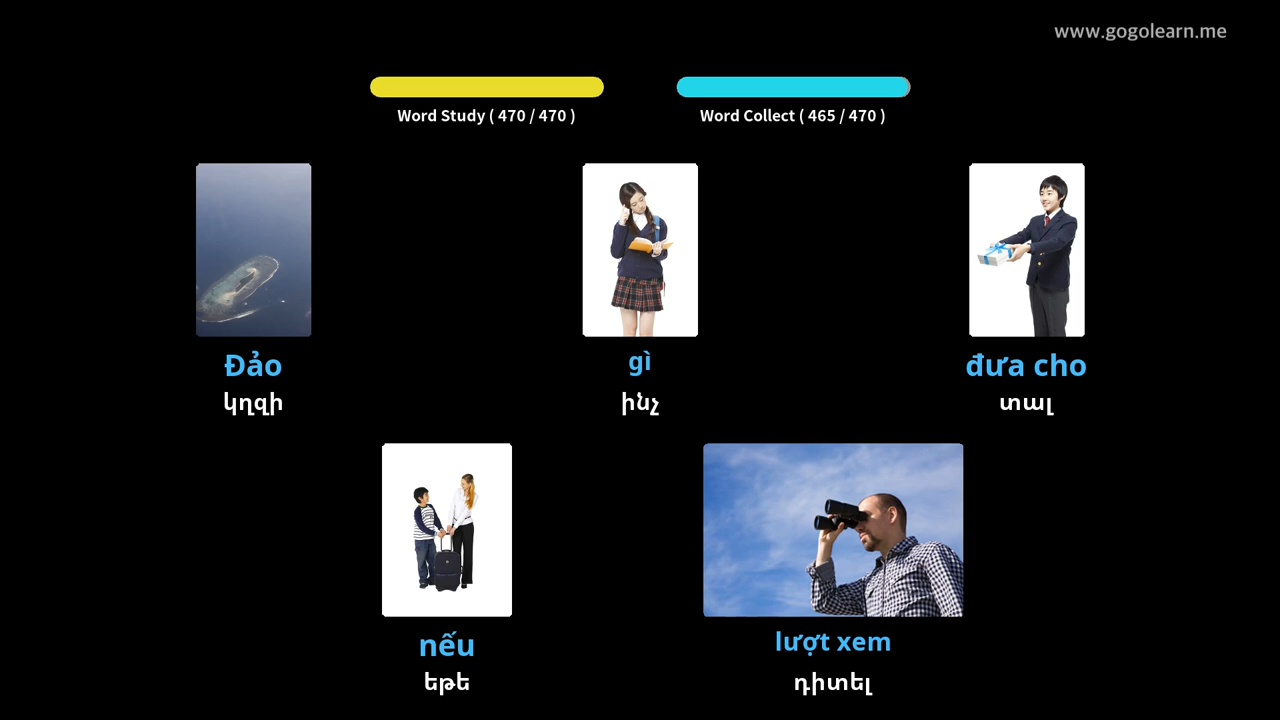 www.gogolearn.me
Word Study ( 470 / 470 )
Word Collect ( 465 / 470 )
Đảo
gì
đưa cho
կղզի
ինչ
տալ
nếu
lượt xem
եթե
դիտել